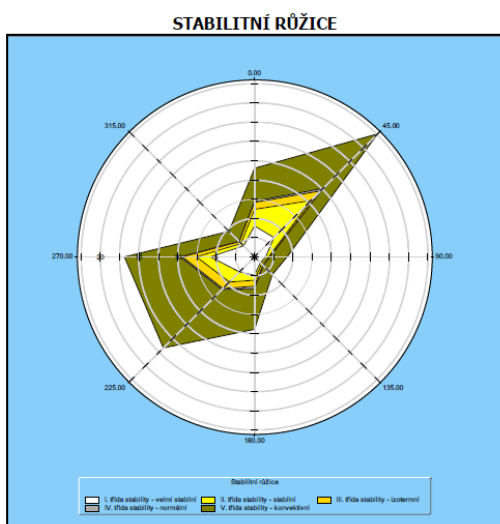 STABILITNÍ RŮŽICE
0.00
315.00
45.00
270.00
90.00
225.00
135.00
180.00
Stabilitní růžice
I. třída stability - velmi stabilní
II. třída stability - stabilní
III. třída stability - izotermní
IV. třída stability - normální
V. třída stability - konvektivní